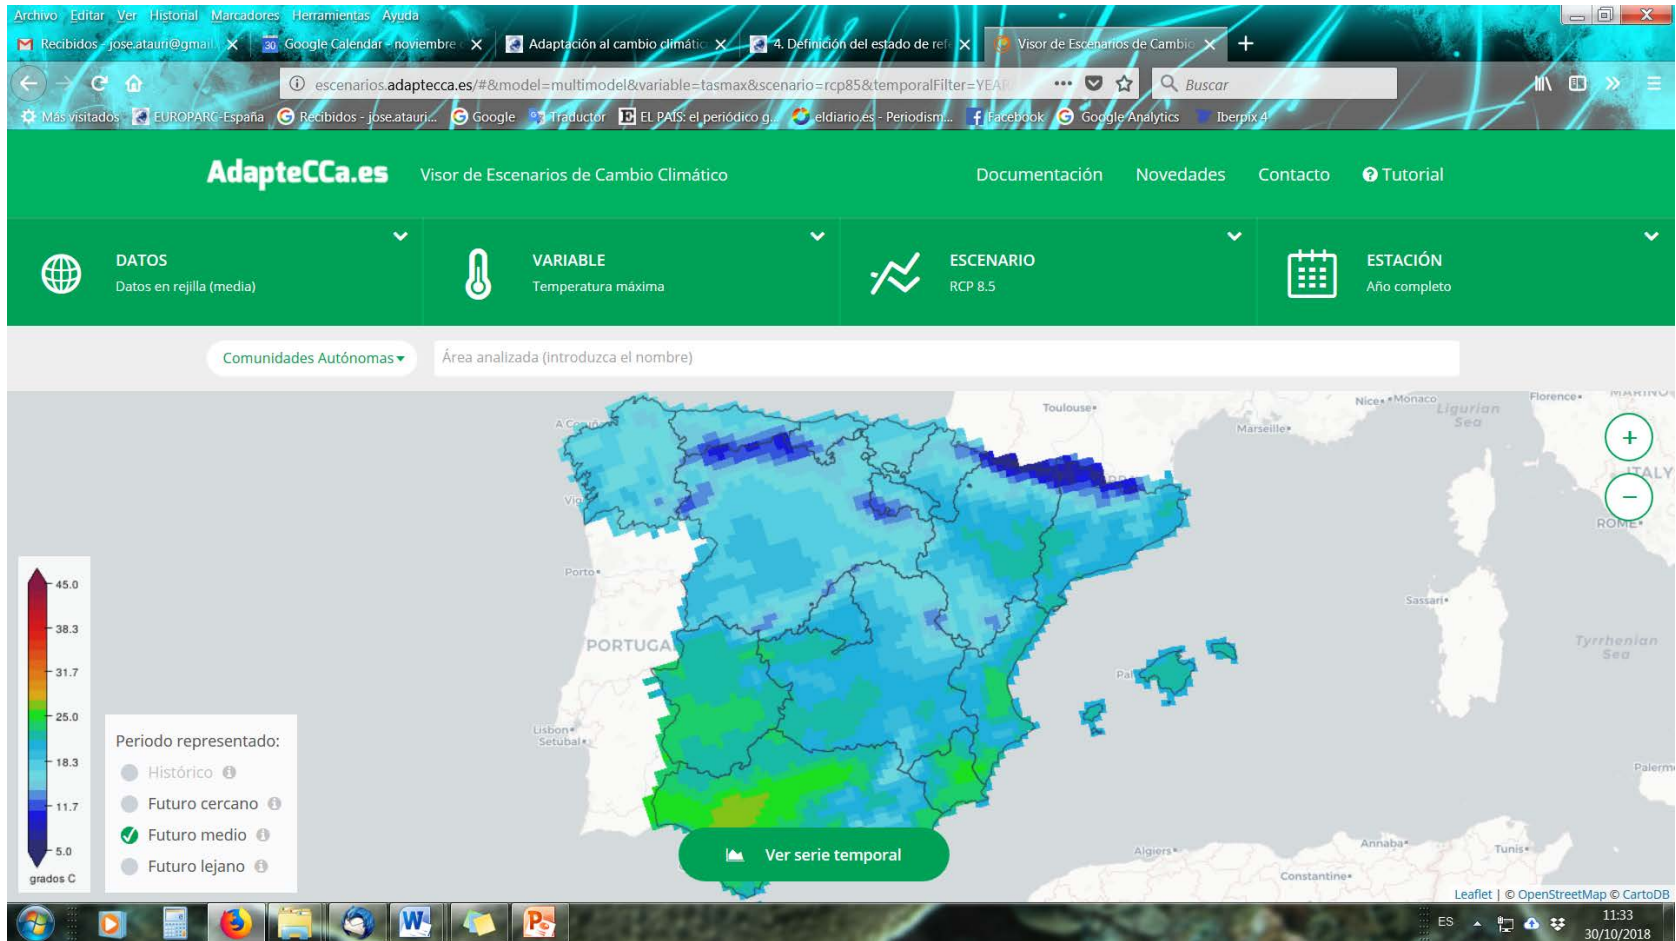 Archivo Editar Ver Historial Marcadores Herramientas Ayuda
Recibidos - jose.atauri@gmail.
Google Calendar - noviembre
Adaptación al cambio climátic
4. Definición del estado de ref
Visor de Escenarios de Cambio
escenarios.adaptecca.es/#&model=multimodel&variable=tasmax&scenario=rcp85&temporalFilter=YEAR
Buscar
Más visitados EUROPARC-España Recibidos - jose.atauri... Google Traductor EL PAÍS: el periódico g... eldiario.es - Periodism... Facebook Google Analytics Iberpix 4
AdapteCCa.es Visor de Escenarios de Cambio Climático
Documentación Novedades Contacto Tutorial
DATOS
Datos en rejilla (media)
VARIABLE
Temperatura máxima
ESCENARIO
RCP 8.5
ESTACIÓN
Año completo
Comunidades Autónomas
Área analizada (introduzca el nombre)
Toulouse
Nice
Monaco
Florence
Ligurian
Sea
Marseille
ITALY
ROME
Porto
PORTUGA
Sassari
Tyrrhenian
Sea
Lisbon
Setúbal
Palerm
Algiers
Annaba
Tunis
Constantine
+
−
45.0
38.3
31.7
25.0
18.3
11.7
5.0
grados C
Periodo representado:
Histórico
Futuro cercano
Futuro medio
Futuro lejano
Ver serie temporal
Leaflet | © OpenStreetMap © CartoDB
ES
11:33
30/10/2018